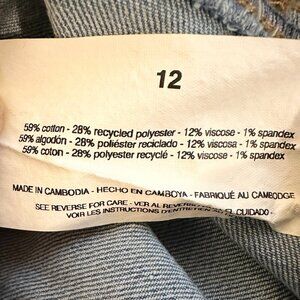 12
59% cotton - 28% recycled polyester - 12% viscose - 1% spandex
59% algodón - 28% poliéster reciclado - 12% viscosa - 1% spandex
59% coton - 28% polyester recyclé - 12% viscose - 1% spandex
MADE IN CAMBODIA - HECHO EN CAMBOYA - FABRIQUÉ AU CAMBODGE
SEE REVERSE FOR CARE - VER AL REVERSO
VOIR LES INSTRUCTIONS D'ENTRETIEN AU EL CUIDADO -